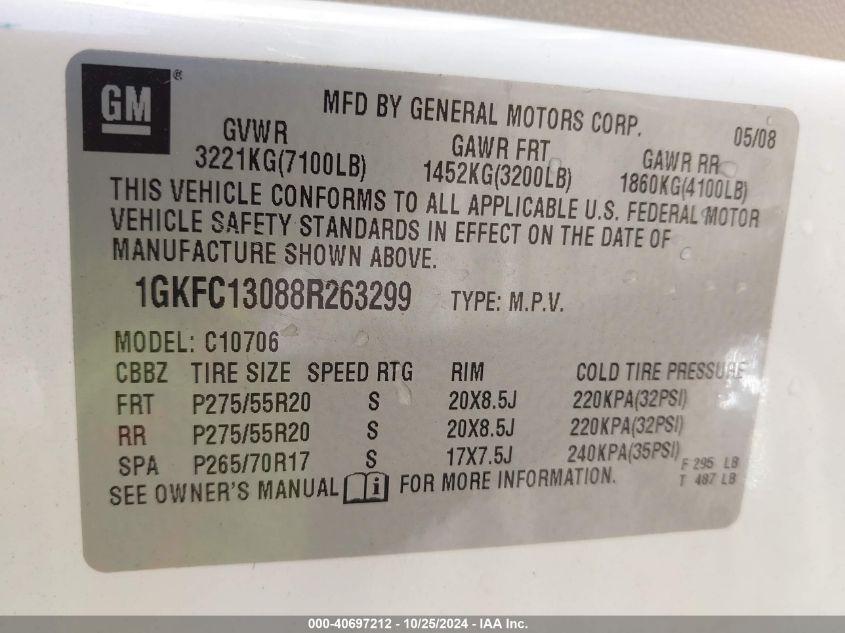 GM ®
MFD BY GENERAL MOTORS CORP. 05/08
GVWR GAWR FRT GAWR RR
3221KG(7100LB) 1452KG(3200LB) 1860KG(4100LB)
THIS VEHICLE CONFORMS TO ALL APPLICABLE U.S. FEDERAL MOTOR
VEHICLE SAFETY STANDARDS IN EFFECT ON THE DATE OF
MANUFACTURE SHOWN ABOVE.
1GKFC13088R263299 TYPE: M.P.V.
MODEL: C10706
CBBZ TIRE SIZE SPEED RTG RIM COLD TIRE PRESSURE
FRT P275/55R20 S 20X8.5J 220KPA(32PSI)
RR P275/55R20 S 20X8.5J 220KPA(32PSI)
SPA P265/70R17 S 17X7.5J 240KPA(35PSI) F 295 LB
SEE OWNER'S MANUAL i FOR MORE INFORMATION. T 487 LB
000-40697212 - 10/25/2024 - IAA Inc.